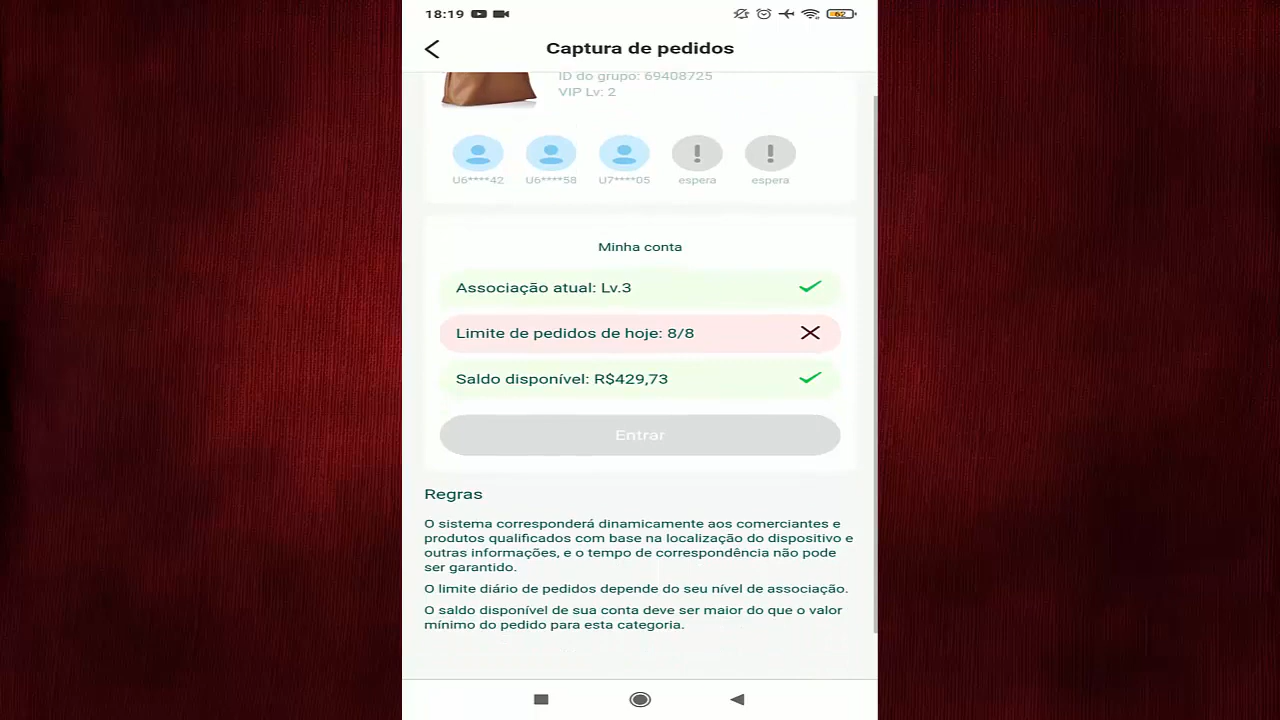 18:19
62
Captura de pedidos
ID do grupo: 69408725
VIP Lv: 2
U6****42 U6****58 U7****05 espera espera
Minha conta
Associação atual: Lv.3
Limite de pedidos de hoje: 8/8
Saldo disponível: R$429,73
Entrar
Regras
O sistema corresponderá dinamicamente aos comerciantes e
produtos qualificados com base na localização do dispositivo e
outras informações, e o tempo de correspondência não pode
ser garantido.
O limite diário de pedidos depende do seu nível de associação.
O saldo disponível de sua conta deve ser maior do que o valor
mínimo do pedido para esta categoria.